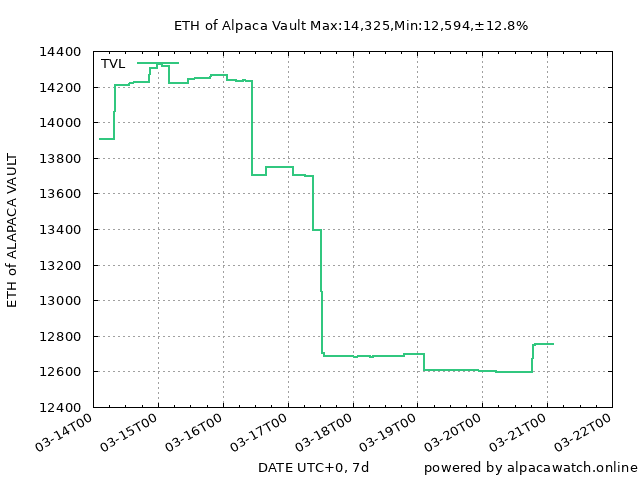 ETH of Alpaca Vault Max:14,325,Min:12,594,±12.8%
TVL
14400
14200
14000
13800
13600
13400
13200
13000
12800
12600
12400
ETH of ALAPACA VAULT
03-14T00
03-15T00
03-16T00
03-17T00
03-18T00
03-19T00
03-20T00
03-21T00
03-22T00
DATE UTC+0, 7d
powered by alpacawatch.online